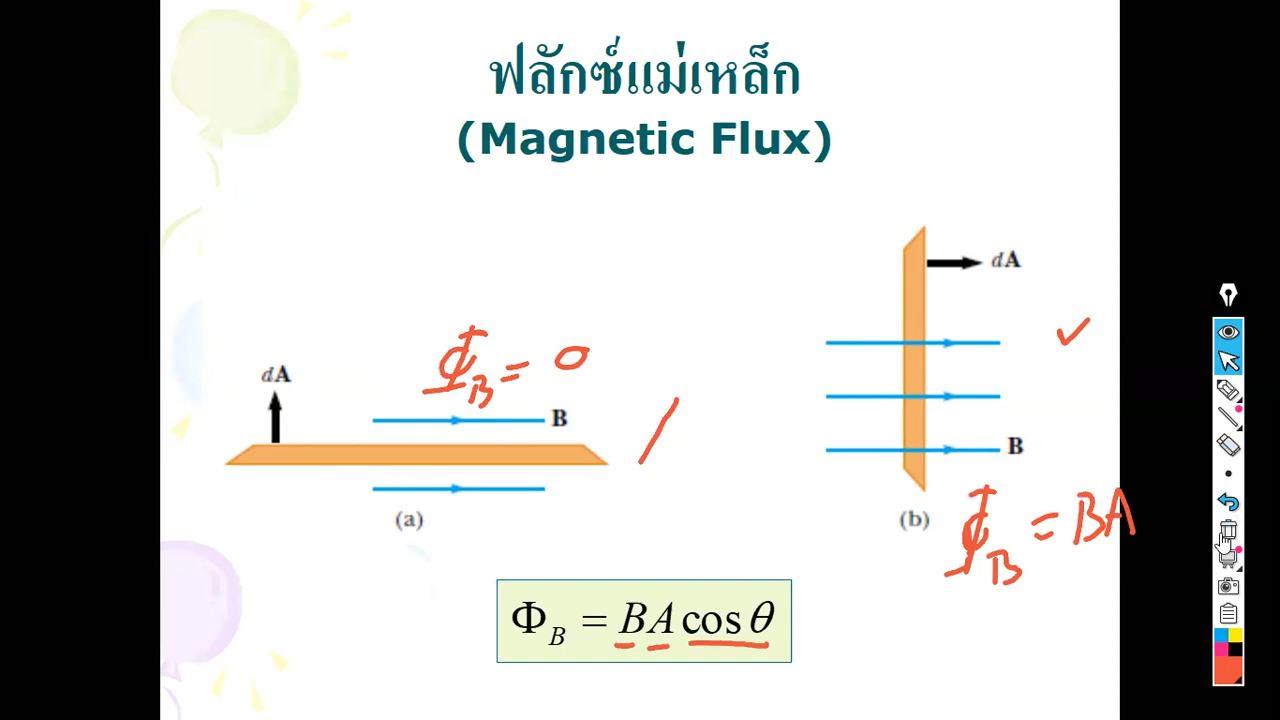 ฟลักซ์แม่เหล็ก
(Magnetic Flux)
dA
Φ_B = 0
B
(a)
dA
B
(b)
Φ_B = BA
Φ_B = BA cos θ